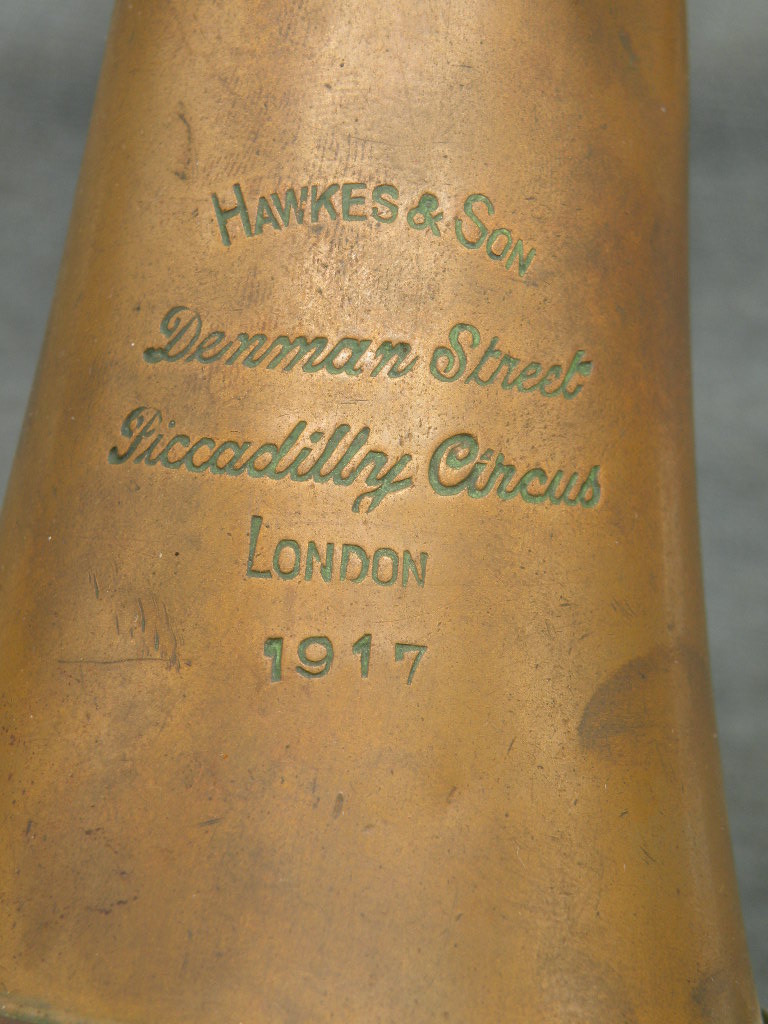 HAWKES & SON
Denman Street
Piccadilly Circus
LONDON
1917